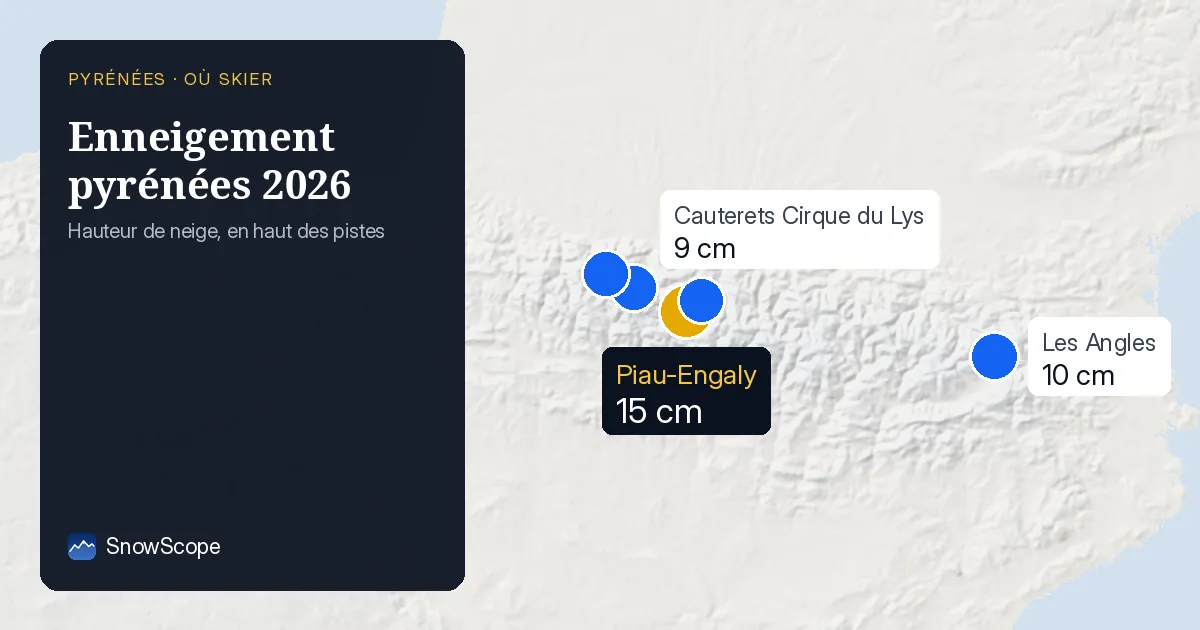 PYRÉNÉES · OÙ SKIER
Enneigement
pyrénées 2026
Hauteur de neige, en haut des pistes
Cauterets Cirque du Lys
9 cm
Les Angles
10 cm
Piau-Engaly
15 cm
SnowScope